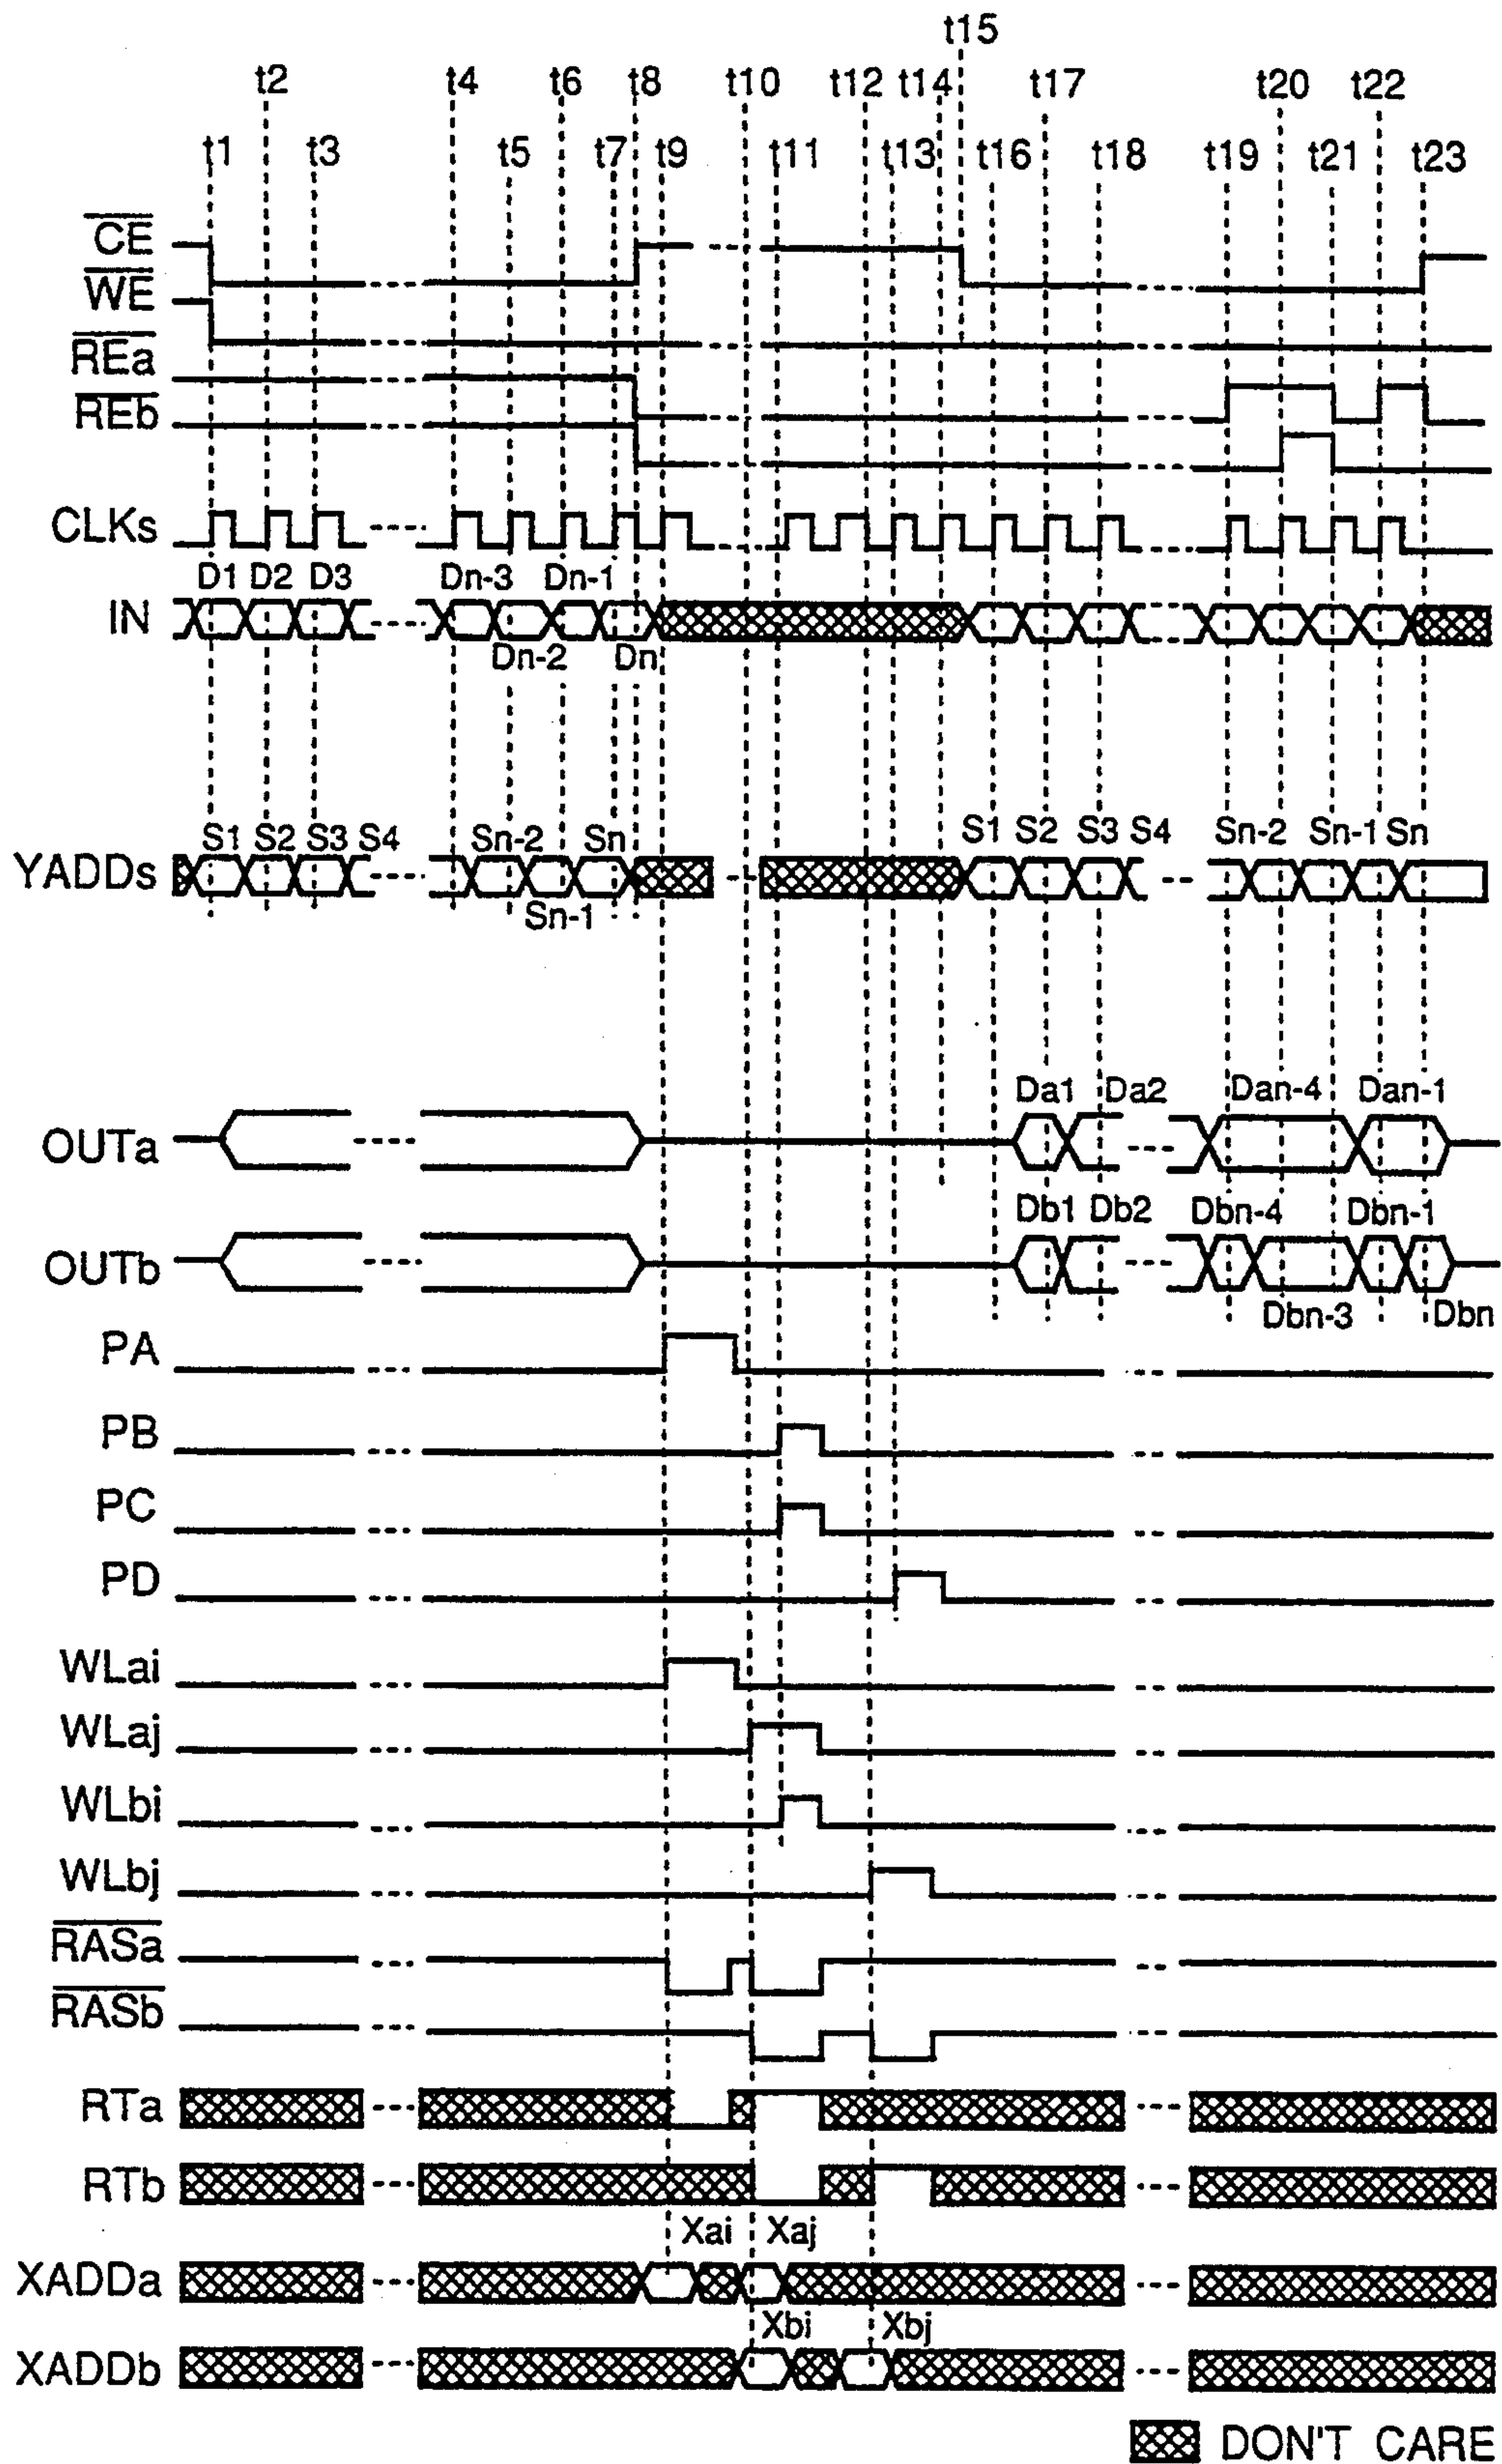 t15
t2 t4 t6 t8 t10 t12 t14 t17 t20 t22
t1 t3 t5 t7 t9 t11 t13 t16 t18 t19 t21 t23
CE
WE
REa
REb
CLKs
D1 D2 D3 Dn-3 Dn-1
IN
Dn-2 Dn
S1 S2 S3 S4 Sn-2 Sn S1 S2 S3 S4 Sn-2 Sn-1 Sn
YADDs
Sn-1
Da1 Da2 Dan-4 Dan-1
OUTa
Db1 Db2 Dbn-4 Dbn-1
OUTb
Dbn-3 Dbn
PA
PB
PC
PD
WLai
WLaj
WLbi
WLbj
RASa
RASb
RTa
RTb
Xai Xaj
XADDa
Xbi Xbj
XADDb
DON'T CARE